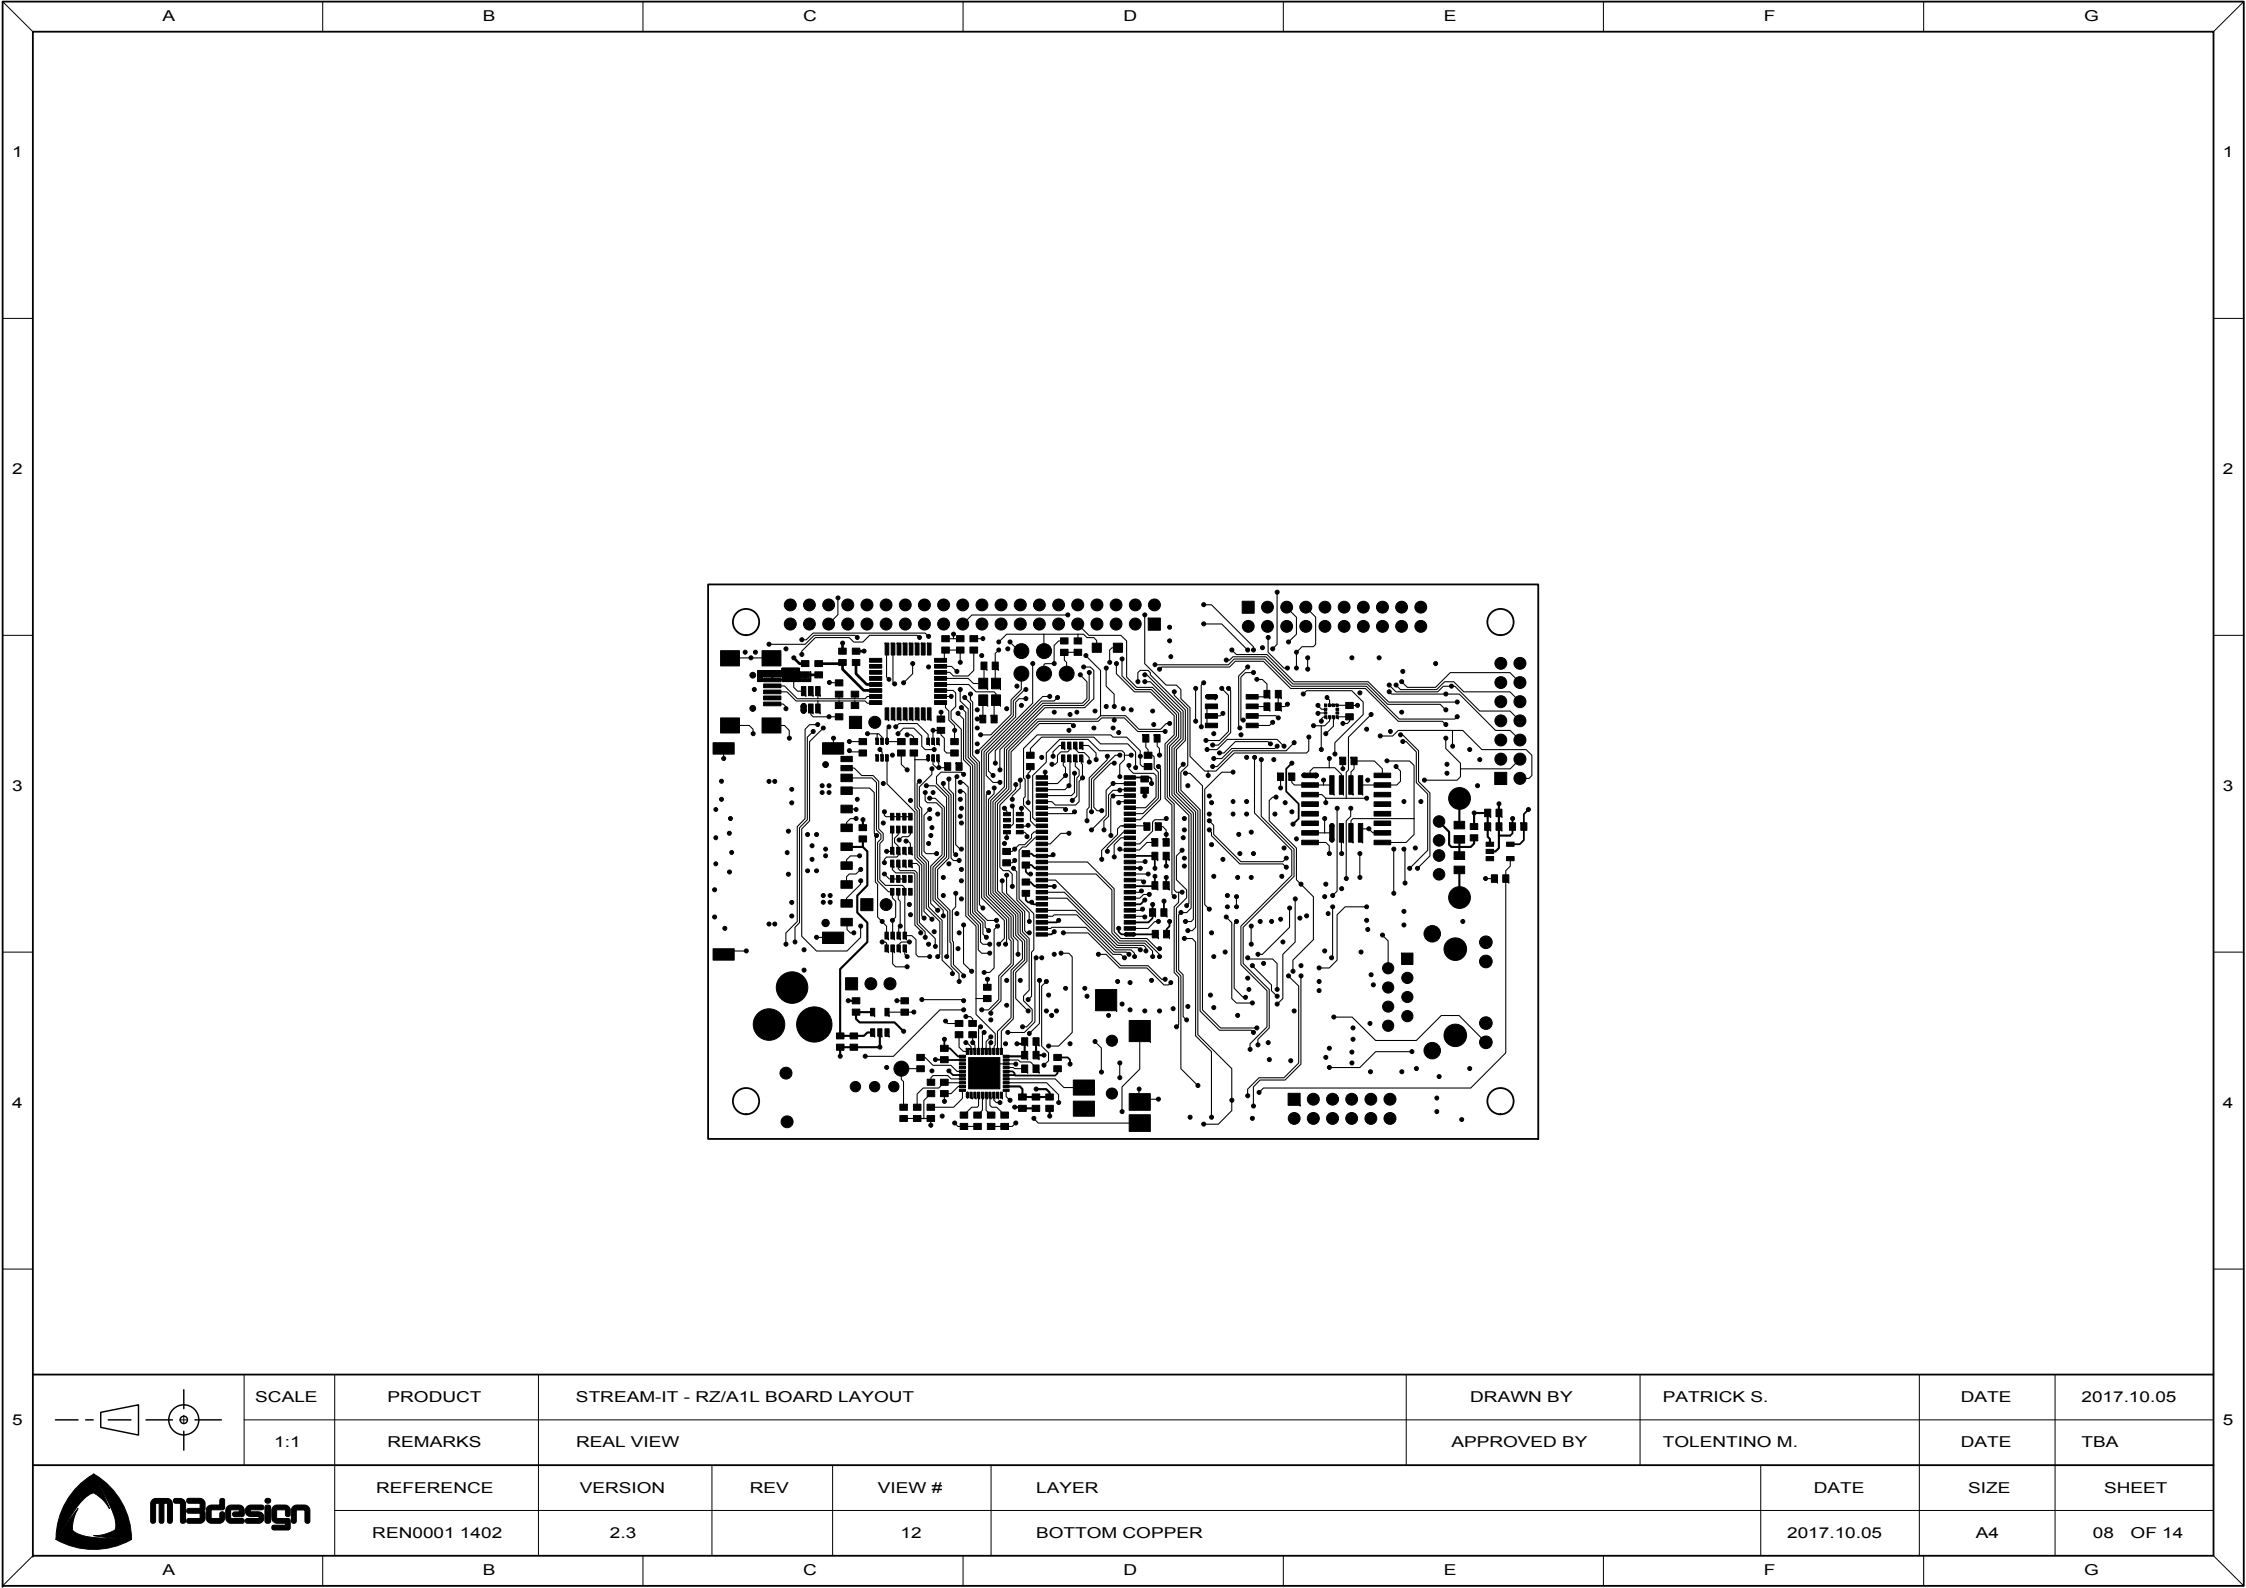 A B C D E F G
1 1
2 2
3 3
4 4
5 5
SCALE PRODUCT STREAM-IT - RZ/A1L BOARD LAYOUT DRAWN BY PATRICK S. DATE 2017.10.05
1:1 REMARKS REAL VIEW APPROVED BY TOLENTINO M. DATE TBA
M13design
REFERENCE VERSION REV VIEW # LAYER DATE SIZE SHEET
REN0001 1402 2.3 12 BOTTOM COPPER 2017.10.05 A4 08 OF 14
A B C D E F G